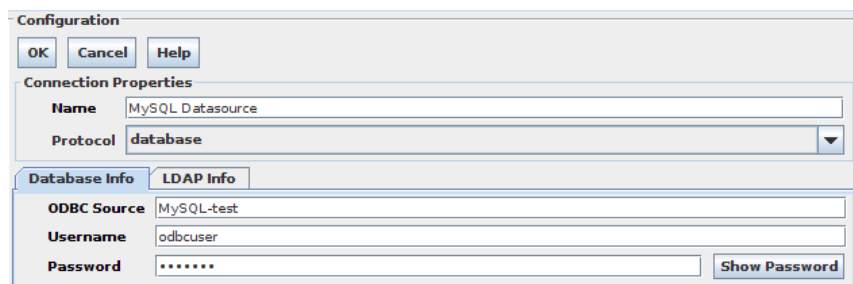 Configuration
OK Cancel Help
Connection Properties
Name MySQL Datasource
Protocol database
Database Info LDAP Info
ODBC Source MySQL-test
Username odbcuser
Password ••••••• Show Password